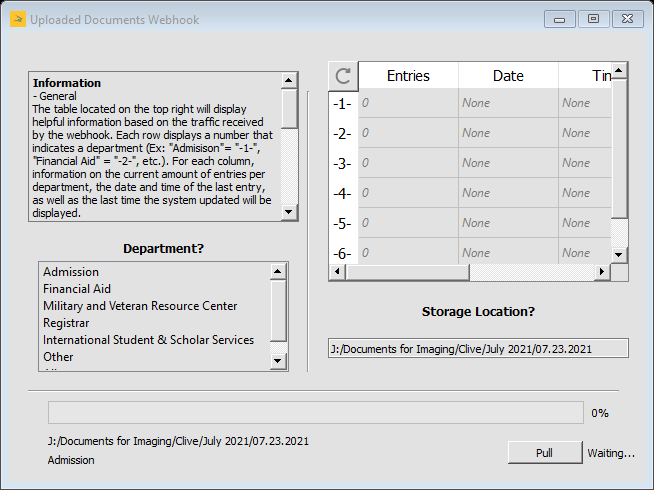 Uploaded Documents Webhook
Information
- General
The table located on the top right will display
helpful information based on the traffic received
by the webhook. Each row displays a number that
indicates a department (Ex: "Admisison"= "-1-",
"Financial Aid" = "-2-", etc.). For each column,
information on the current amount of entries per
department, the date and time of the last entry,
as well as the last time the system updated will be
displayed.
Entries Date Tim
-1- 0 None None
-2- 0 None None
-3- 0 None None
-4- 0 None None
-5- 0 None None
-6- 0 None None
Department?
Admission
Financial Aid
Military and Veteran Resource Center
Registrar
International Student & Scholar Services
Other
Storage Location?
J:/Documents for Imaging/Clive/July 2021/07.23.2021
0%
J:/Documents for Imaging/Clive/July 2021/07.23.2021
Admission
Pull
Waiting...